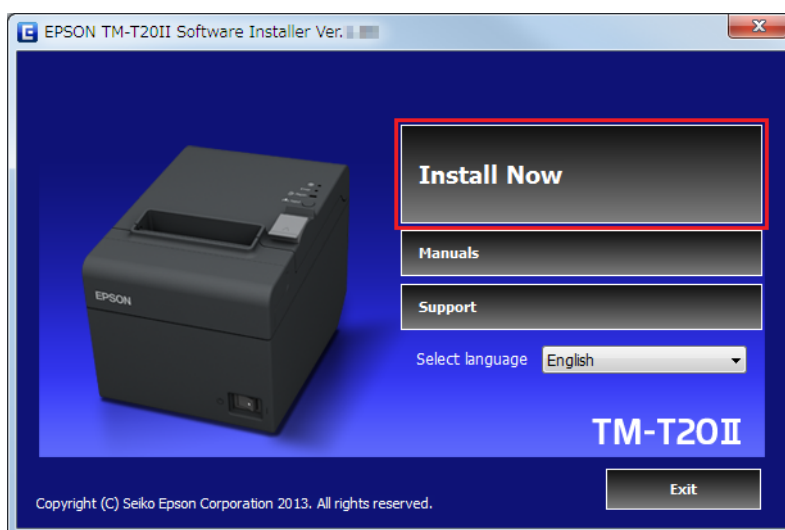 EPSON TM-T20II Software Installer Ver.
Install Now
Manuals
EPSON
Support
Select language English
TM-T20II
Exit
Copyright (C) Seiko Epson Corporation 2013. All rights reserved.